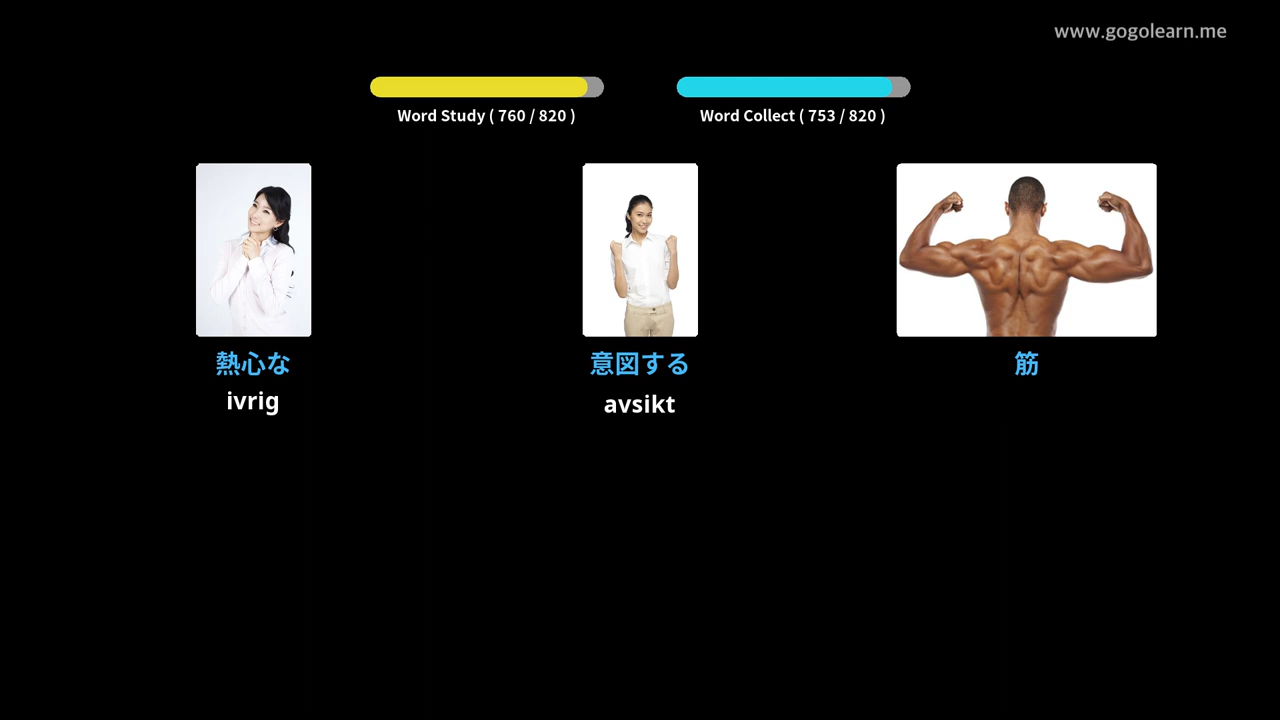 www.gogolearn.me
Word Study ( 760 / 820 )
Word Collect ( 753 / 820 )
熱心な
意図する
筋
ivrig
avsikt